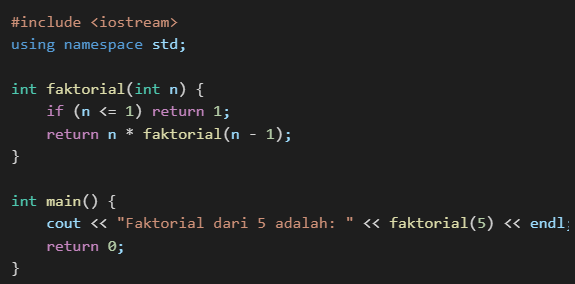 #include <iostream>
using namespace std;
int faktorial(int n) {
if (n <= 1) return 1;
return n * faktorial(n - 1);
}
int main() {
cout << "Faktorial dari 5 adalah: " << faktorial(5) << endl;
return 0;
}